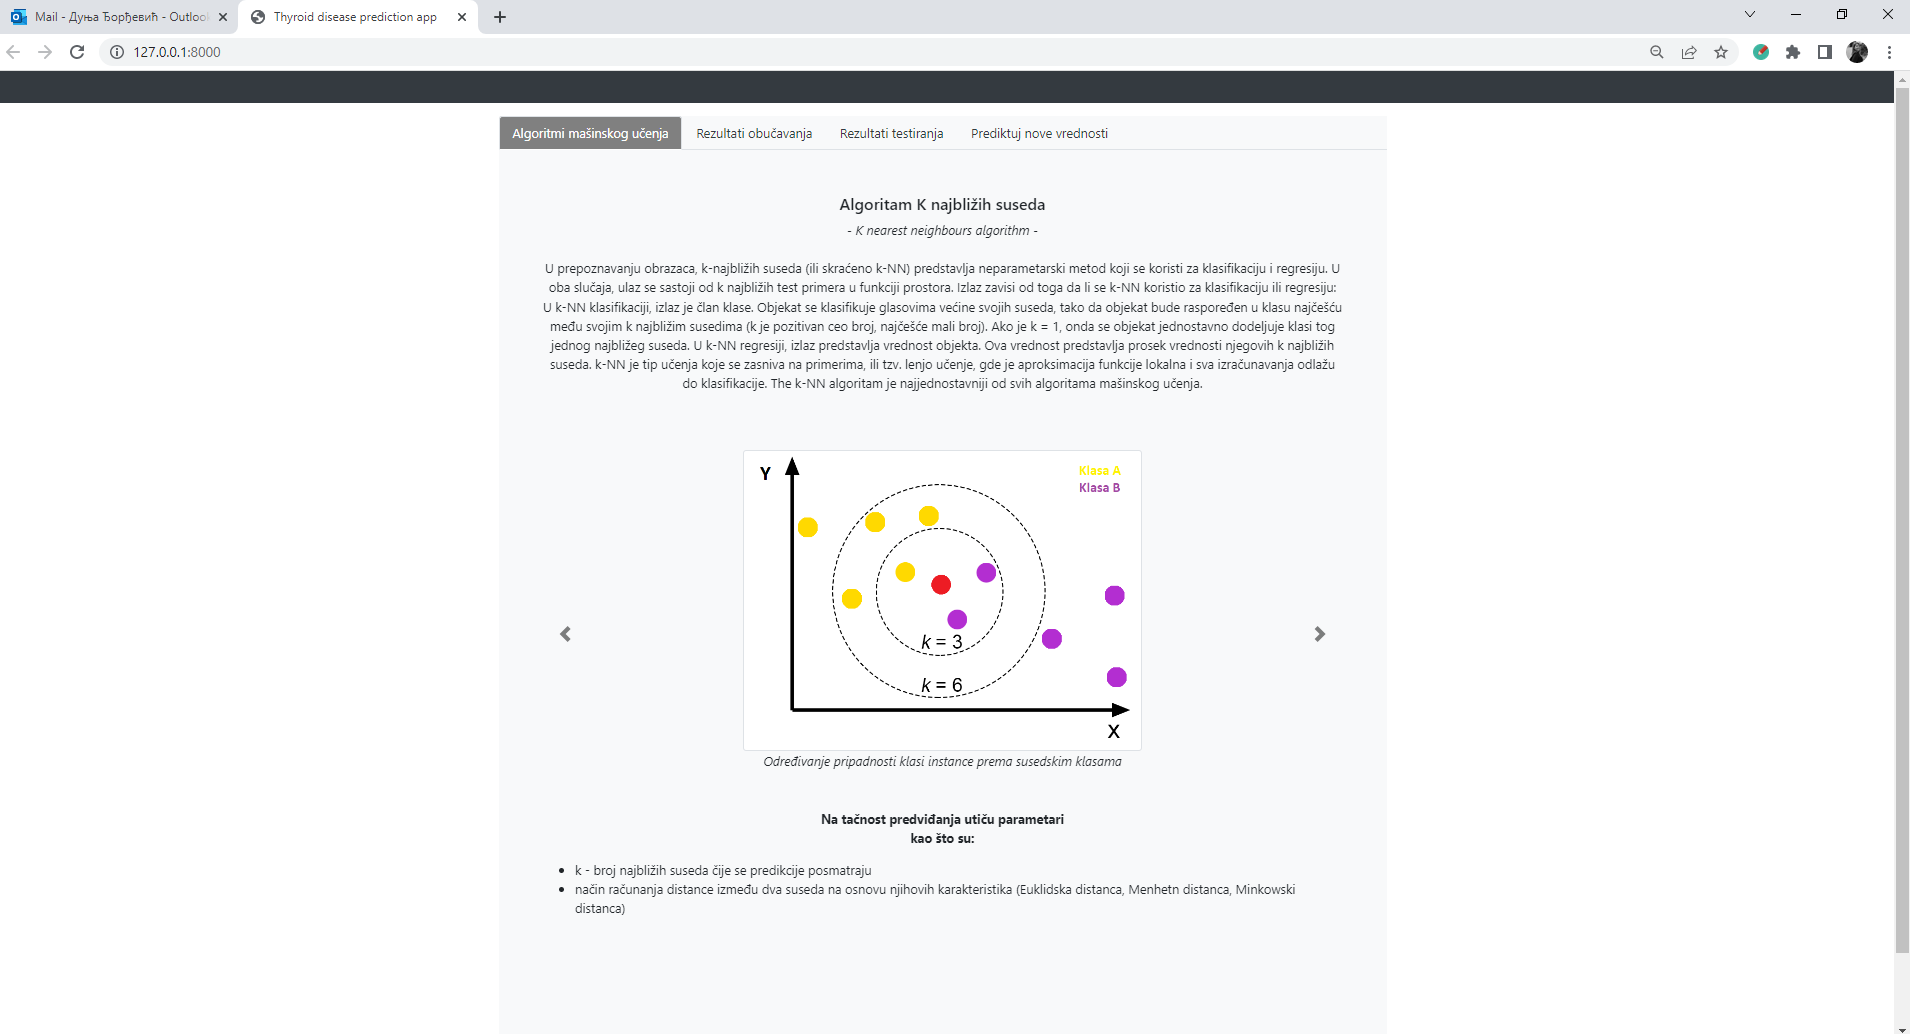 Mail - Дуња Ђорђевић - Outlook
Thyroid disease prediction app
127.0.0.1:8000
Algoritmi mašinskog učenja
Rezultati obučavanja
Rezultati testiranja
Prediktuj nove vrednosti
Algoritam K najbližih suseda
- K nearest neighbours algorithm -
U prepoznavanju obrazaca, k-najbližih suseda (ili skraćeno k-NN) predstavlja neparametarski metod koji se koristi za klasifikaciju i regresiju. U
oba slučaja, ulaz se sastoji od k najbližih test primera u funkciji prostora. Izlaz zavisi od toga da li se k-NN koristio za klasifikaciju ili regresiju:
U k-NN klasifikaciji, izlaz je član klase. Objekat se klasifikuje glasovima većine svojih suseda, tako da objekat bude raspoređen u klasu najčešću
među svojim k najbližim susedima (k je pozitivan ceo broj, najčešće mali broj). Ako je k = 1, onda se objekat jednostavno dodeljuje klasi tog
jednog najbližeg suseda. U k-NN regresiji, izlaz predstavlja vrednost objekta. Ova vrednost predstavlja prosek vrednosti njegovih k najbližih
suseda. k-NN je tip učenja koje se zasniva na primerima, ili tzv. lenjo učenje, gde je aproksimacija funkcije lokalna i sva izračunavanja odlažu
do klasifikacije. The k-NN algoritam je najjednostavniji od svih algoritama mašinskog učenja.
Y
Klasa A
Klasa B
k = 3
k = 6
X
Određivanje pripadnosti klasi instance prema susedskim klasama
Na tačnost predviđanja utiču parametari
kao što su:
k - broj najbližih suseda čije se predikcije posmatraju
način računanja distance između dva suseda na osnovu njihovih karakteristika (Euklidska distanca, Menhetn distanca, Minkowski
distanca)